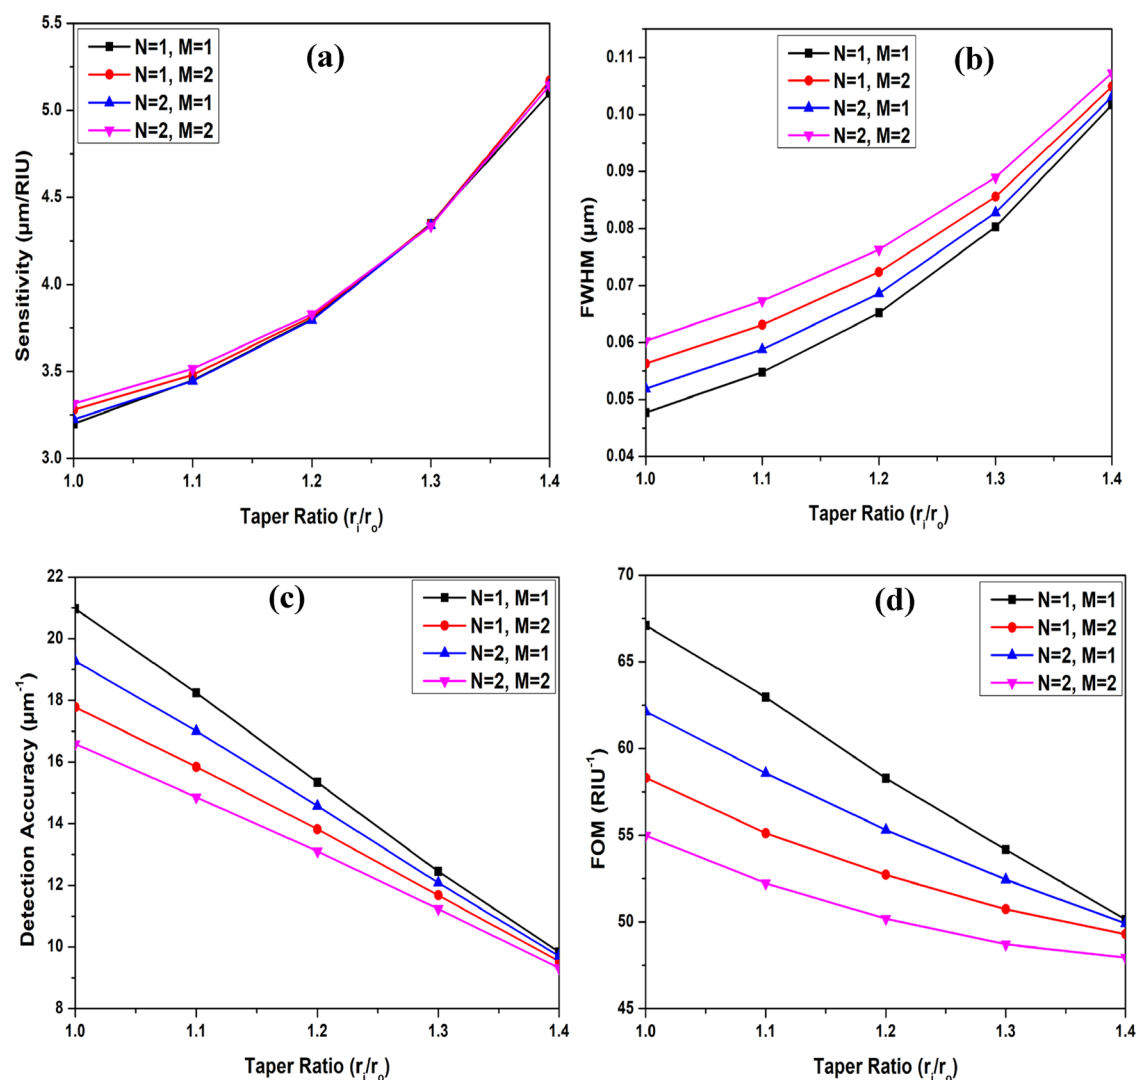 (a)
N=1, M=1
N=1, M=2
N=2, M=1
N=2, M=2
Sensitivity (µm/RIU)
5.5
5.0
4.5
4.0
3.5
3.0
1.0 1.1 1.2 1.3 1.4
Taper Ratio (ri/ro)
(b)
N=1, M=1
N=1, M=2
N=2, M=1
N=2, M=2
FWHM (µm)
0.11
0.10
0.09
0.08
0.07
0.06
0.05
0.04
1.0 1.1 1.2 1.3 1.4
Taper Ratio (ri/ro)
(c)
N=1, M=1
N=1, M=2
N=2, M=1
N=2, M=2
Detection Accuracy (µm-1)
22
20
18
16
14
12
10
8
1.0 1.1 1.2 1.3 1.4
Taper Ratio (ri/ro)
(d)
N=1, M=1
N=1, M=2
N=2, M=1
N=2, M=2
FOM (RIU-1)
70
65
60
55
50
45
1.0 1.1 1.2 1.3 1.4
Taper Ratio (ri/ro)